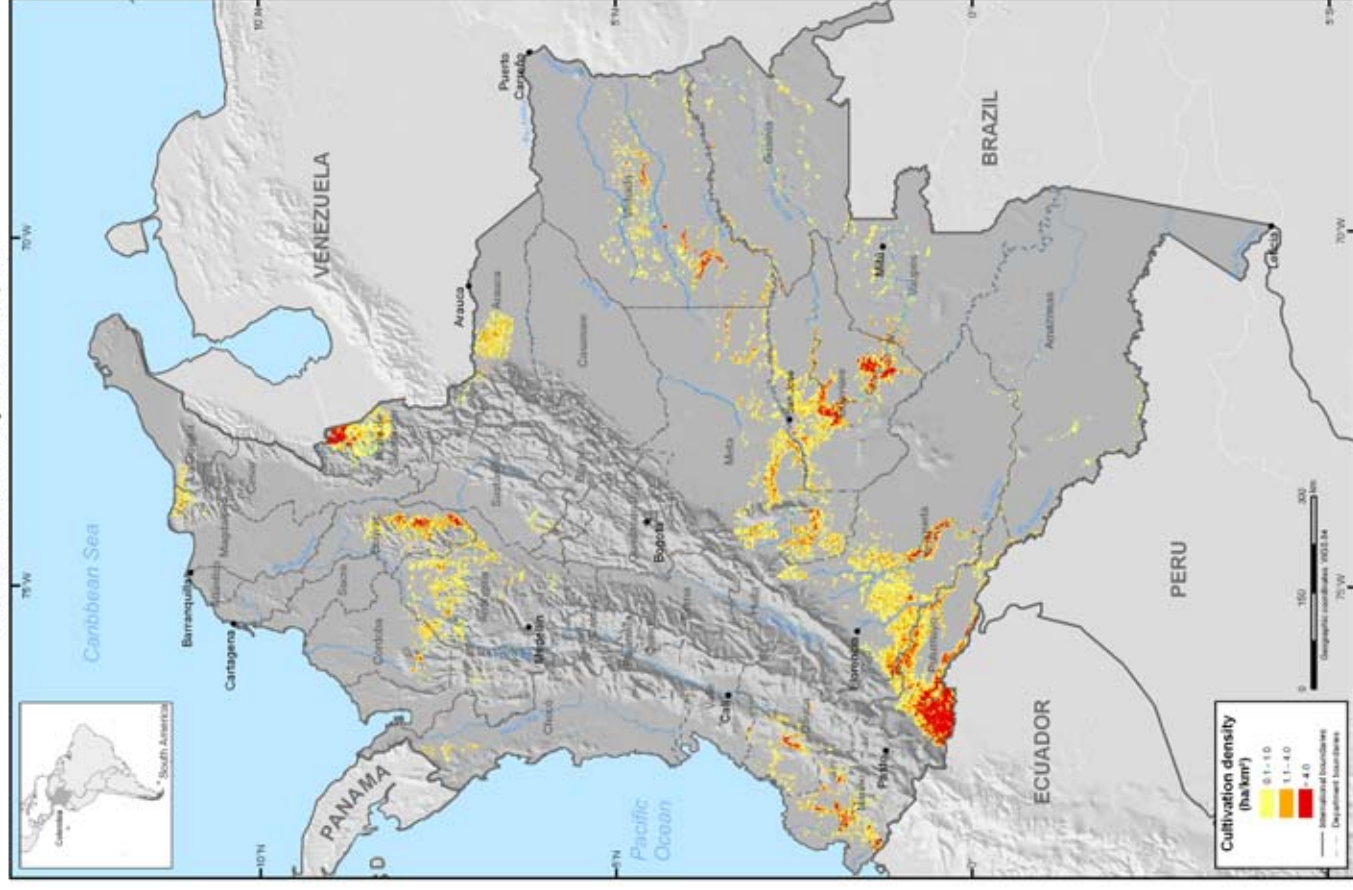 75°W
70°W
Caribbean Sea
10°N
Colombia
South America
Barranquilla
Cartagena
PANAMA
VENEZUELA
Magdalena
Cesar
Sucre
Córdoba
Bolívar
Antioquia
Medellín
Chocó
Arauca
Arauca
Casanare
Puerto
Carreño
5°N
Pacific
Ocean
Bogotá
Cali
Meta
Vichada
Guainía
Huila
Florencia
Pasto
Mitú
Vaupés
BRAZIL
Caquetá
Putumayo
Amazonas
0°
ECUADOR
PERU
Leticia
Cultivation density
(ha/km²)
0.1 - 1.0
1.1 - 4.0
> 4.0
International boundaries
Department boundaries
0 150 300
km
Geographic coordinates WGS 84
75°W
70°W
5°S